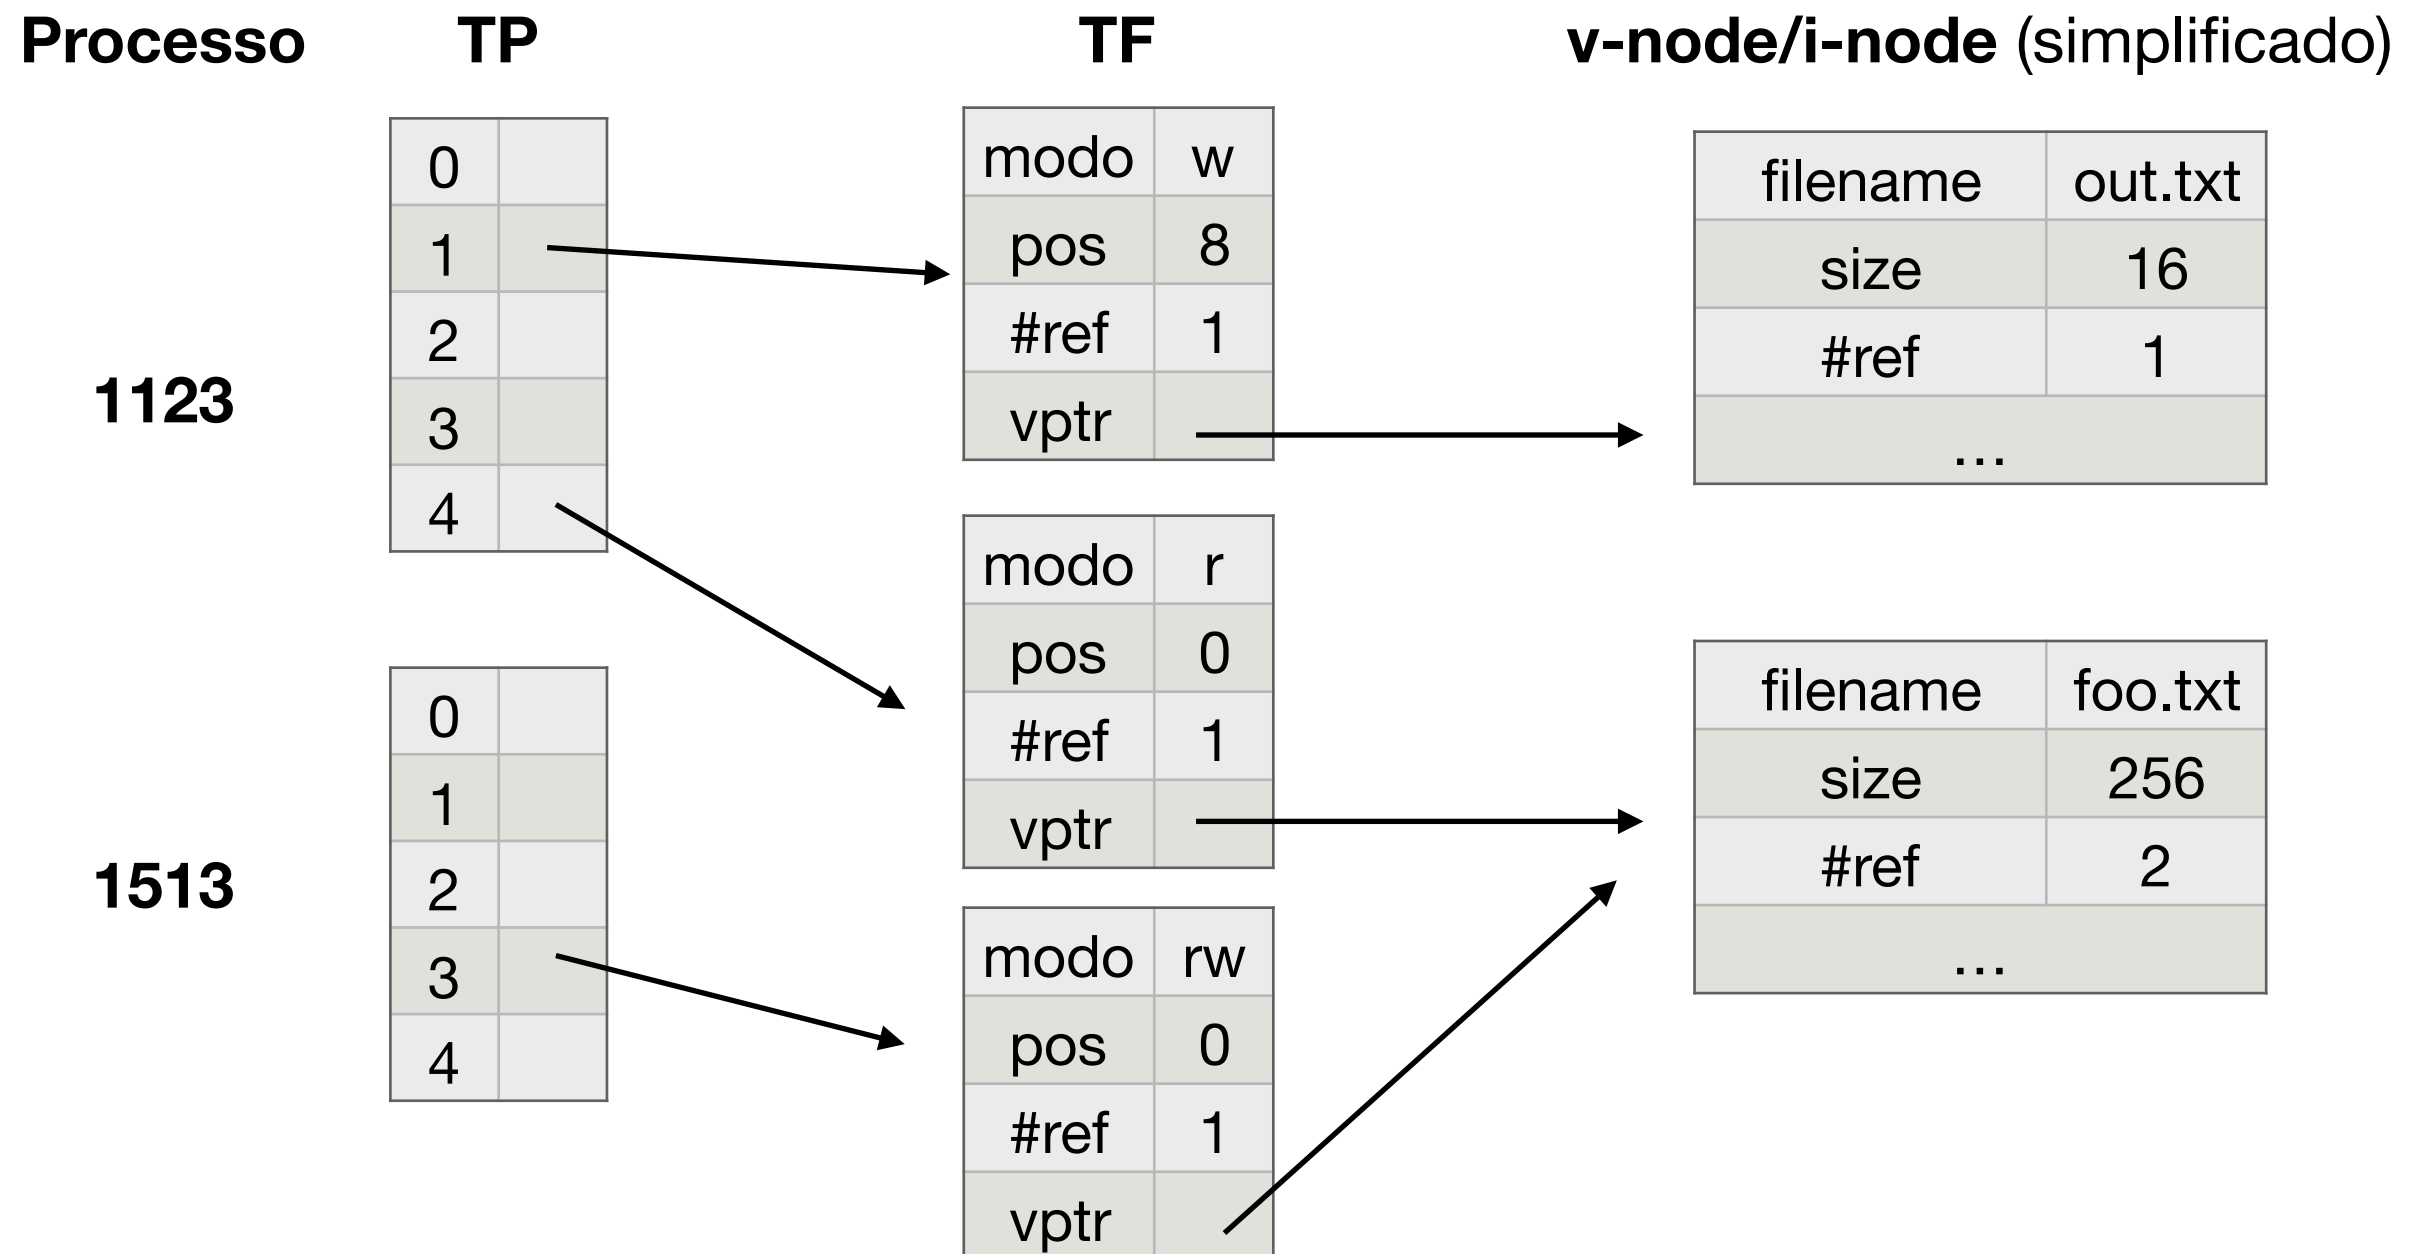 Processo TP TF v-node/i-node (simplificado)
1123
0
1
2
3
4
modo w
pos 8
#ref 1
vptr
filename out.txt
size 16
#ref 1
...
modo r
pos 0
#ref 1
vptr
1513
0
1
2
3
4
modo rw
pos 0
#ref 1
vptr
filename foo.txt
size 256
#ref 2
...